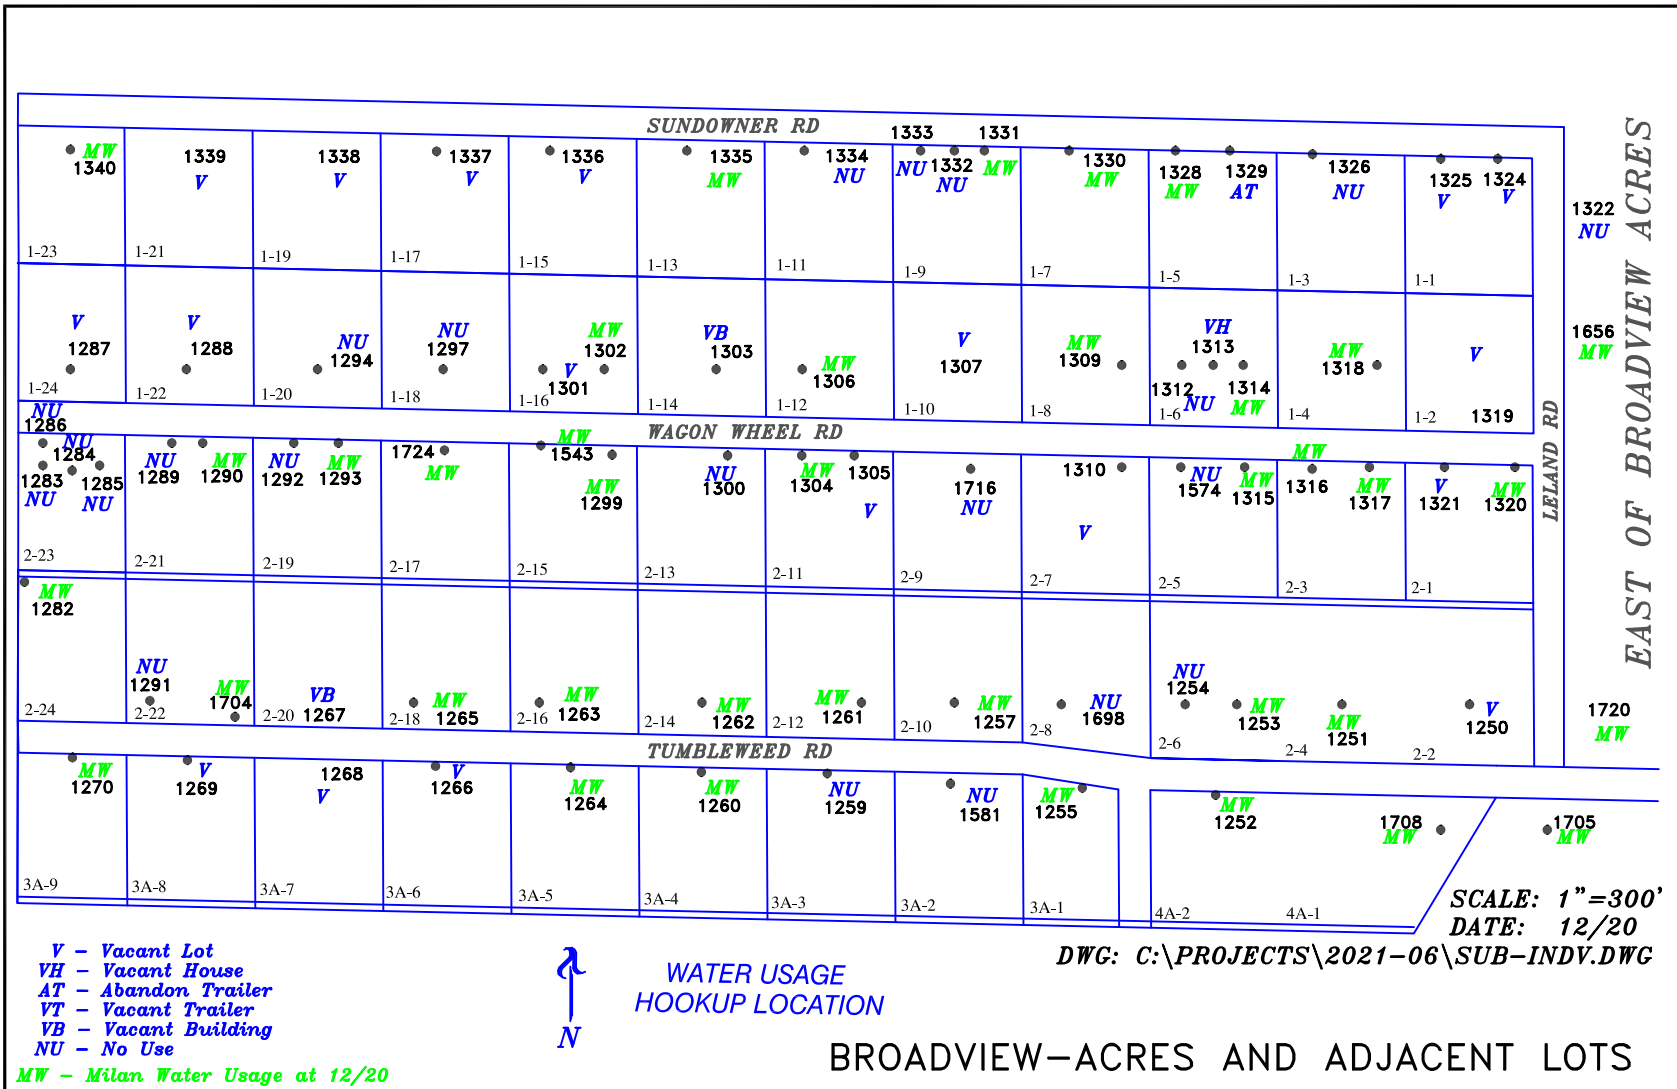 SUNDOWNER RD
1333 1331
MW 1340
1339 V
1338 V
1337 V
1336 V
1335 MW
1334 NU
NU 1332 NU MW
1330 MW
1328 MW
1329 AT
1326 NU
1325 V
1324 V
1322 NU
1-23 1-21 1-19 1-17 1-15 1-13 1-11 1-9 1-7 1-5 1-3 1-1
V 1287
V 1288
NU 1294
NU 1297
MW 1302
V 1301
VB 1303
MW 1306
V 1307
MW 1309
VH 1313
1312 NU
1314 MW
MW 1318
V 1319
1656 MW
1-24 1-22 1-20 1-18 1-16 1-14 1-12 1-10 1-8 1-6 1-4 1-2
WAGON WHEEL RD
LELAND RD
EAST OF BROADVIEW ACRES
NU 1286
NU 1284
1283 NU
1285 NU
NU 1289
MW 1290
NU 1292
MW 1293
1724 MW
MW 1543
MW 1299
NU 1300
MW 1304
1305 V
1716 NU
1310 V
NU 1574
MW 1315
MW 1316
MW 1317
V 1321
MW 1320
2-23 2-21 2-19 2-17 2-15 2-13 2-11 2-9 2-7 2-5 2-3 2-1
MW 1282
NU 1291
MW 1704
VB 1267
MW 1265
MW 1263
MW 1262
MW 1261
MW 1257
NU 1698
NU 1254
MW 1253
MW 1251
V 1250
1720 MW
2-24 2-22 2-20 2-18 2-16 2-14 2-12 2-10 2-8 2-6 2-4 2-2
TUMBLEWEED RD
MW 1270
V 1269
1268 V
V 1266
MW 1264
MW 1260
NU 1259
NU 1581
MW 1255
MW 1252
1708 MW
1705 MW
3A-9 3A-8 3A-7 3A-6 3A-5 3A-4 3A-3 3A-2 3A-1 4A-2 4A-1
SCALE: 1"=300'
DATE: 12/20
DWG: C:\PROJECTS\2021-06\SUB-INDV.DWG
V - Vacant Lot
VH - Vacant House
AT - Abandon Trailer
VT - Vacant Trailer
VB - Vacant Building
NU - No Use
MW - Milan Water Usage at 12/20
N
WATER USAGE
HOOKUP LOCATION
BROADVIEW-ACRES AND ADJACENT LOTS